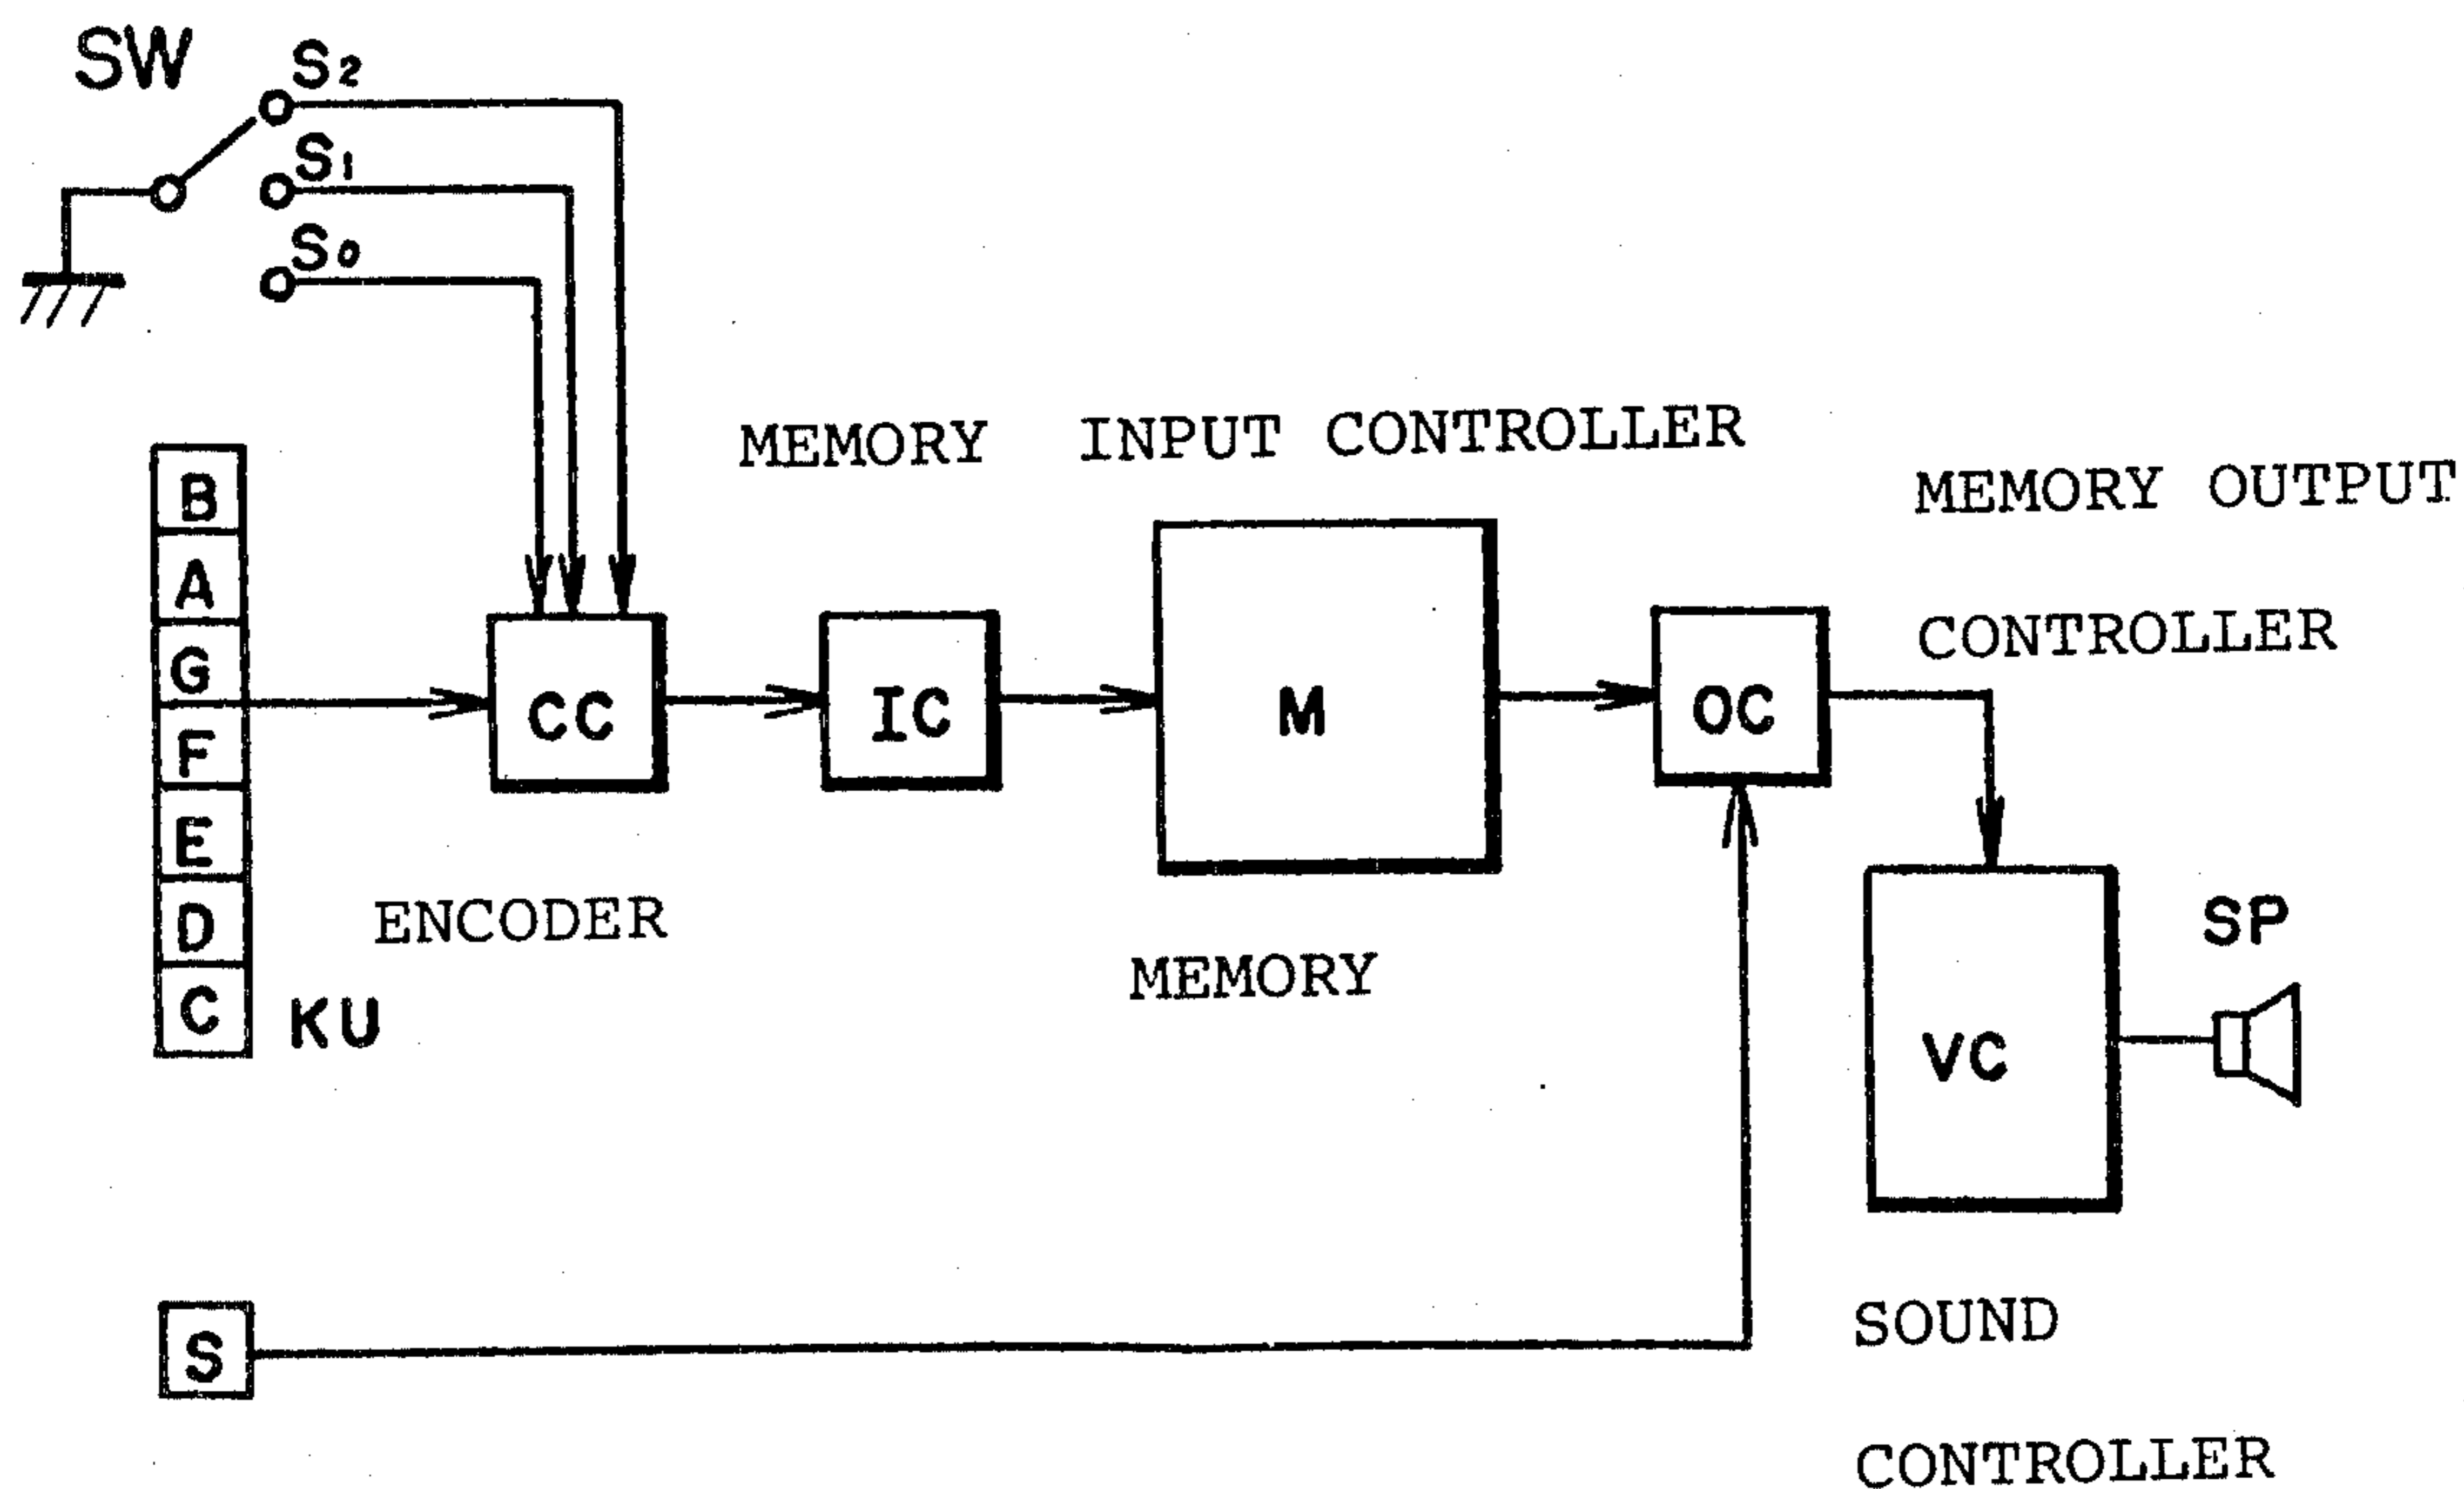 SW
S2
S1
S0
MEMORY INPUT CONTROLLER
MEMORY OUTPUT
CONTROLLER
B
A
G
F
E
D
C
KU
CC
IC
M
OC
ENCODER
MEMORY
VC
SP
S
SOUND
CONTROLLER